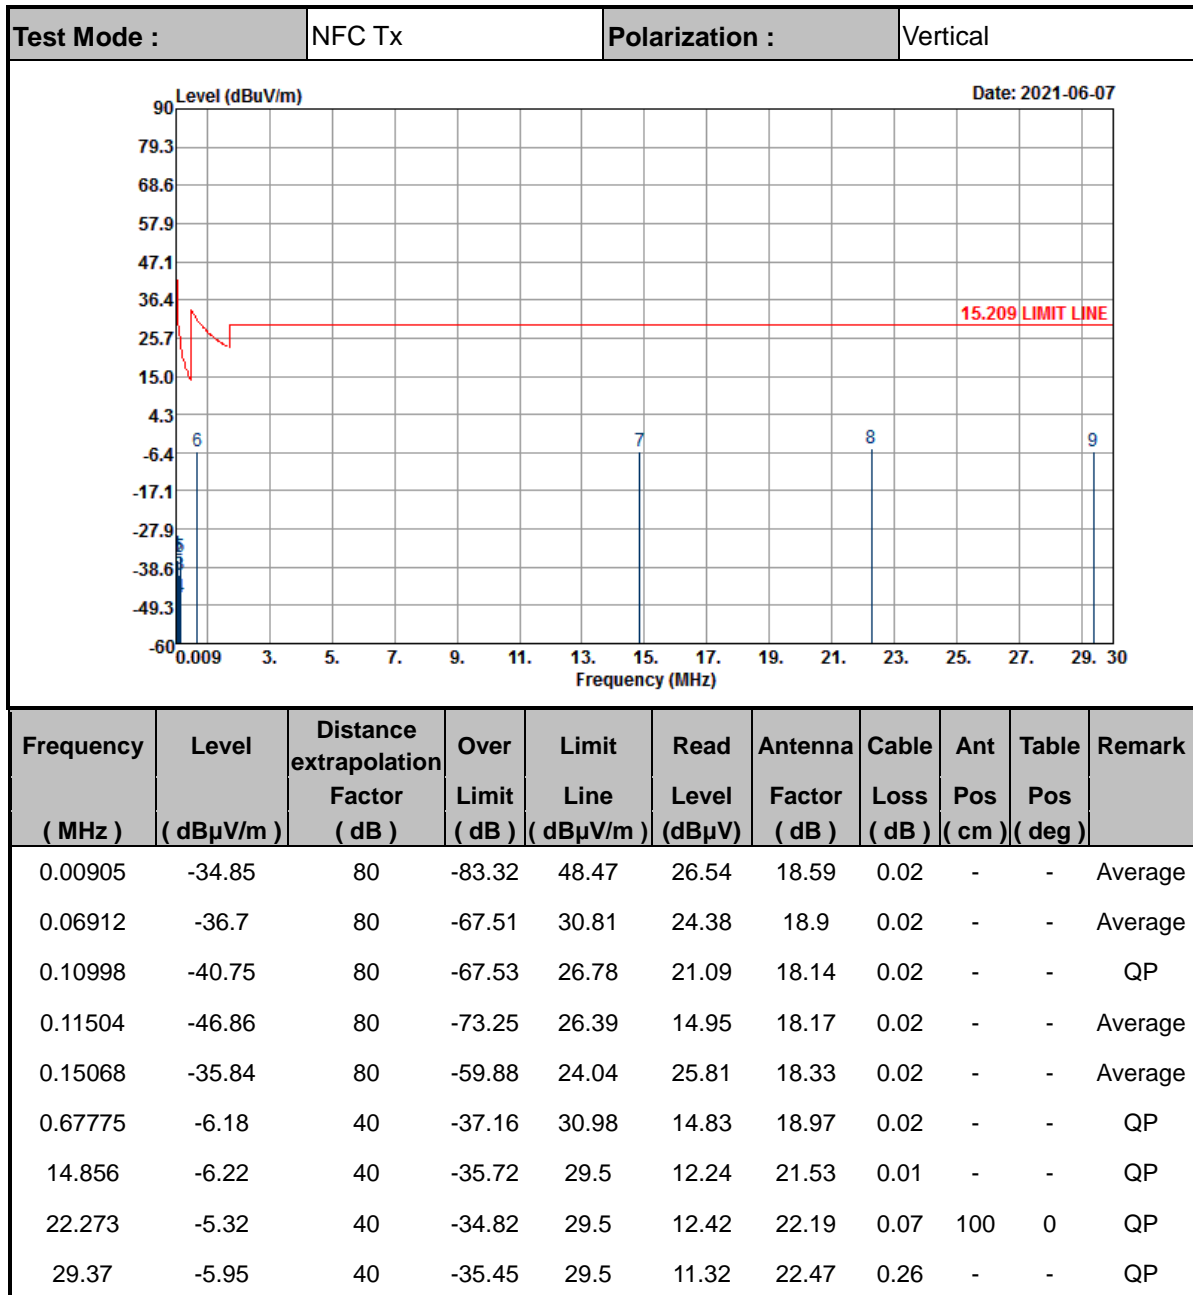 Test Mode : NFC Tx Polarization : Vertical
Level (dBuV/m) Date: 2021-06-07
90
79.3
68.6
57.9
47.1
36.4
15.209 LIMIT LINE
25.7
15.0
4.3
6 7 8 9
-6.4
-17.1
-27.9
-38.6
-49.3
-60
0.009 3. 5. 7. 9. 11. 13. 15. 17. 19. 21. 23. 25. 27. 29. 30
Frequency (MHz)
Frequency Level Distance extrapolation Over Limit Read Antenna Cable Ant Table Remark
Factor Limit Line Level Factor Loss Pos Pos
( MHz ) ( dBµV/m ) ( dB ) ( dB ) ( dBµV/m ) (dBµV) ( dB ) ( dB ) ( cm ) ( deg )
0.00905 -34.85 80 -83.32 48.47 26.54 18.59 0.02 - - Average
0.06912 -36.7 80 -67.51 30.81 24.38 18.9 0.02 - - Average
0.10998 -40.75 80 -67.53 26.78 21.09 18.14 0.02 - - QP
0.11504 -46.86 80 -73.25 26.39 14.95 18.17 0.02 - - Average
0.15068 -35.84 80 -59.88 24.04 25.81 18.33 0.02 - - Average
0.67775 -6.18 40 -37.16 30.98 14.83 18.97 0.02 - - QP
14.856 -6.22 40 -35.72 29.5 12.24 21.53 0.01 - - QP
22.273 -5.32 40 -34.82 29.5 12.42 22.19 0.07 100 0 QP
29.37 -5.95 40 -35.45 29.5 11.32 22.47 0.26 - - QP